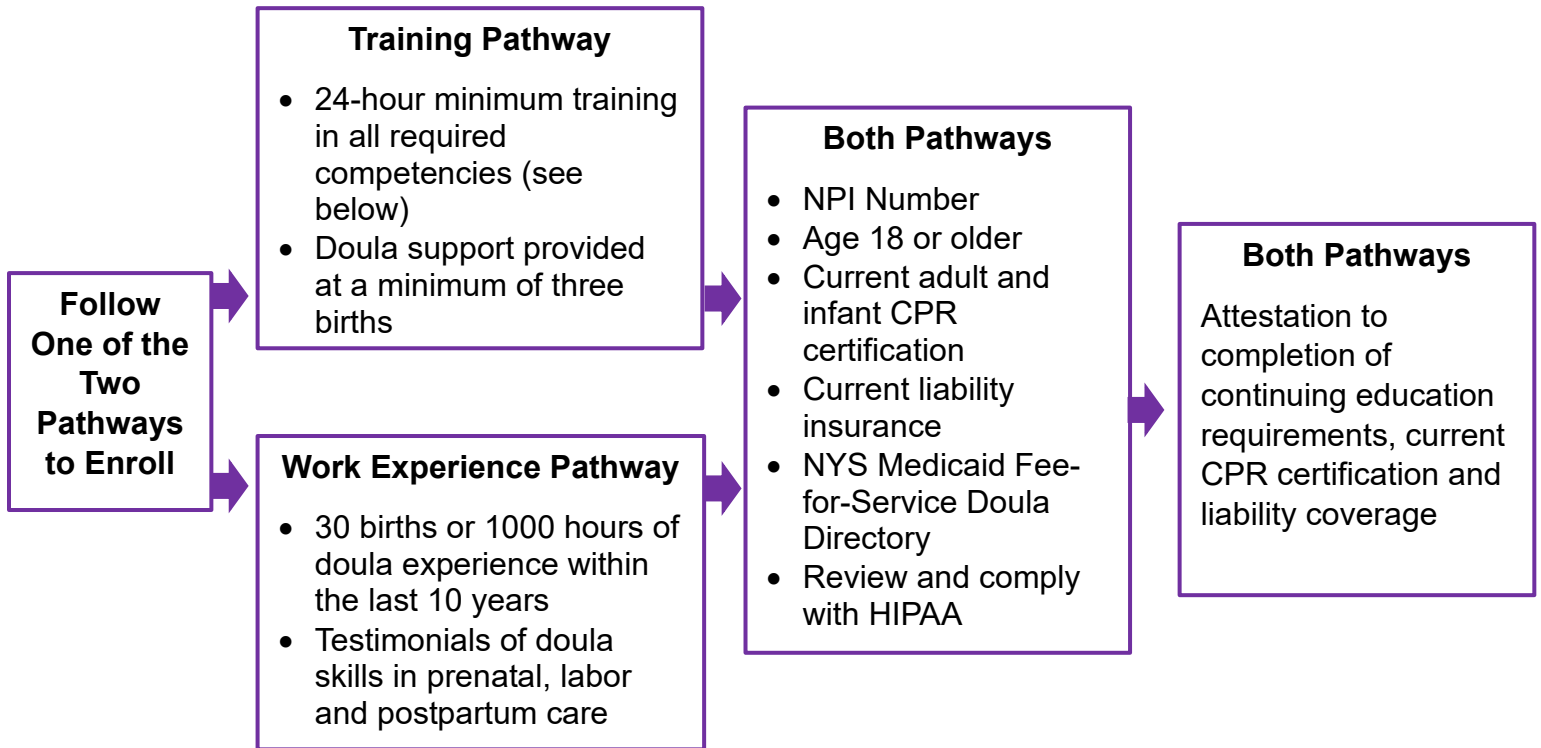 Follow
One of the
Two
Pathways
to Enroll
Training Pathway
• 24-hour minimum training
in all required
competencies (see
below)
• Doula support provided
at a minimum of three
births
Work Experience Pathway
• 30 births or 1000 hours of
doula experience within
the last 10 years
• Testimonials of doula
skills in prenatal, labor
and postpartum care
Both Pathways
• NPI Number
• Age 18 or older
• Current adult and
infant CPR
certification
• Current liability
insurance
• NYS Medicaid Fee-
for-Service Doula
Directory
• Review and comply
with HIPAA
Both Pathways
Attestation to
completion of
continuing education
requirements, current
CPR certification and
liability coverage